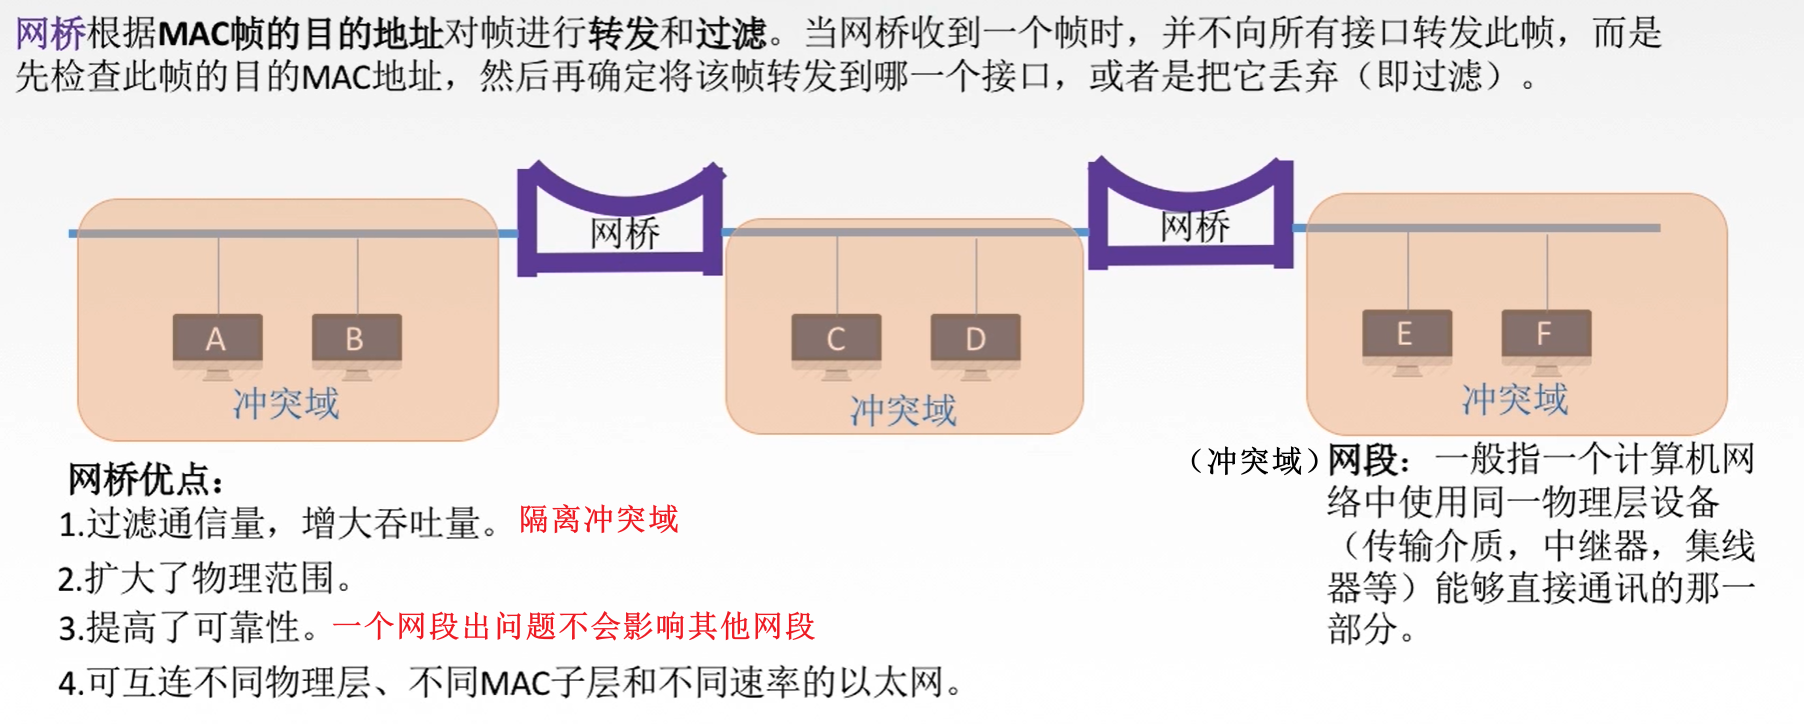 网桥根据MAC帧的目的地址对帧进行转发和过滤。当网桥收到一个帧时，并不向所有接口转发此帧，而是
先检查此帧的目的MAC地址，然后再确定将该帧转发到哪一个接口，或者是把它丢弃（即过滤）。
网桥
网桥
A
B
C
D
E
F
冲突域
冲突域
冲突域
网桥优点：
1.过滤通信量，增大吞吐量。隔离冲突域
2.扩大了物理范围。
3.提高了可靠性。一个网段出问题不会影响其他网段
4.可互连不同物理层、不同MAC子层和不同速率的以太网。
（冲突域）网段：一般指一个计算机网
络中使用同一物理层设备
（传输介质，中继器，集线
器等）能够直接通讯的那一
部分。